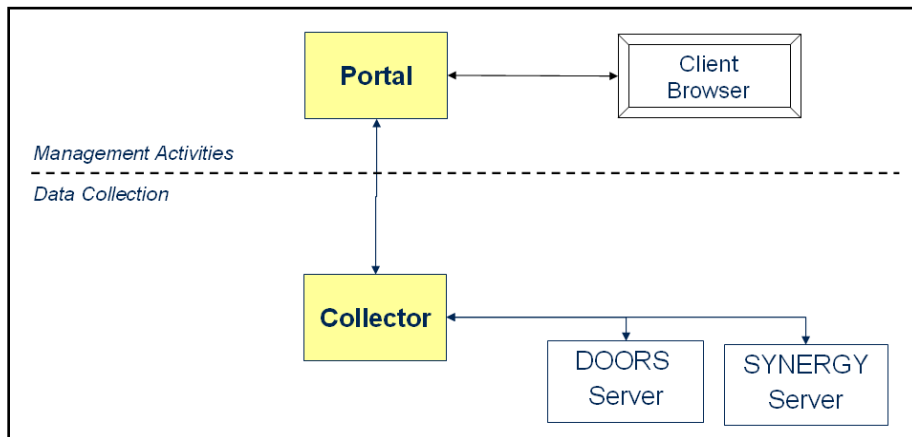 Portal
Client
Browser
Management Activities
Data Collection
Collector
DOORS
Server
SYNERGY
Server